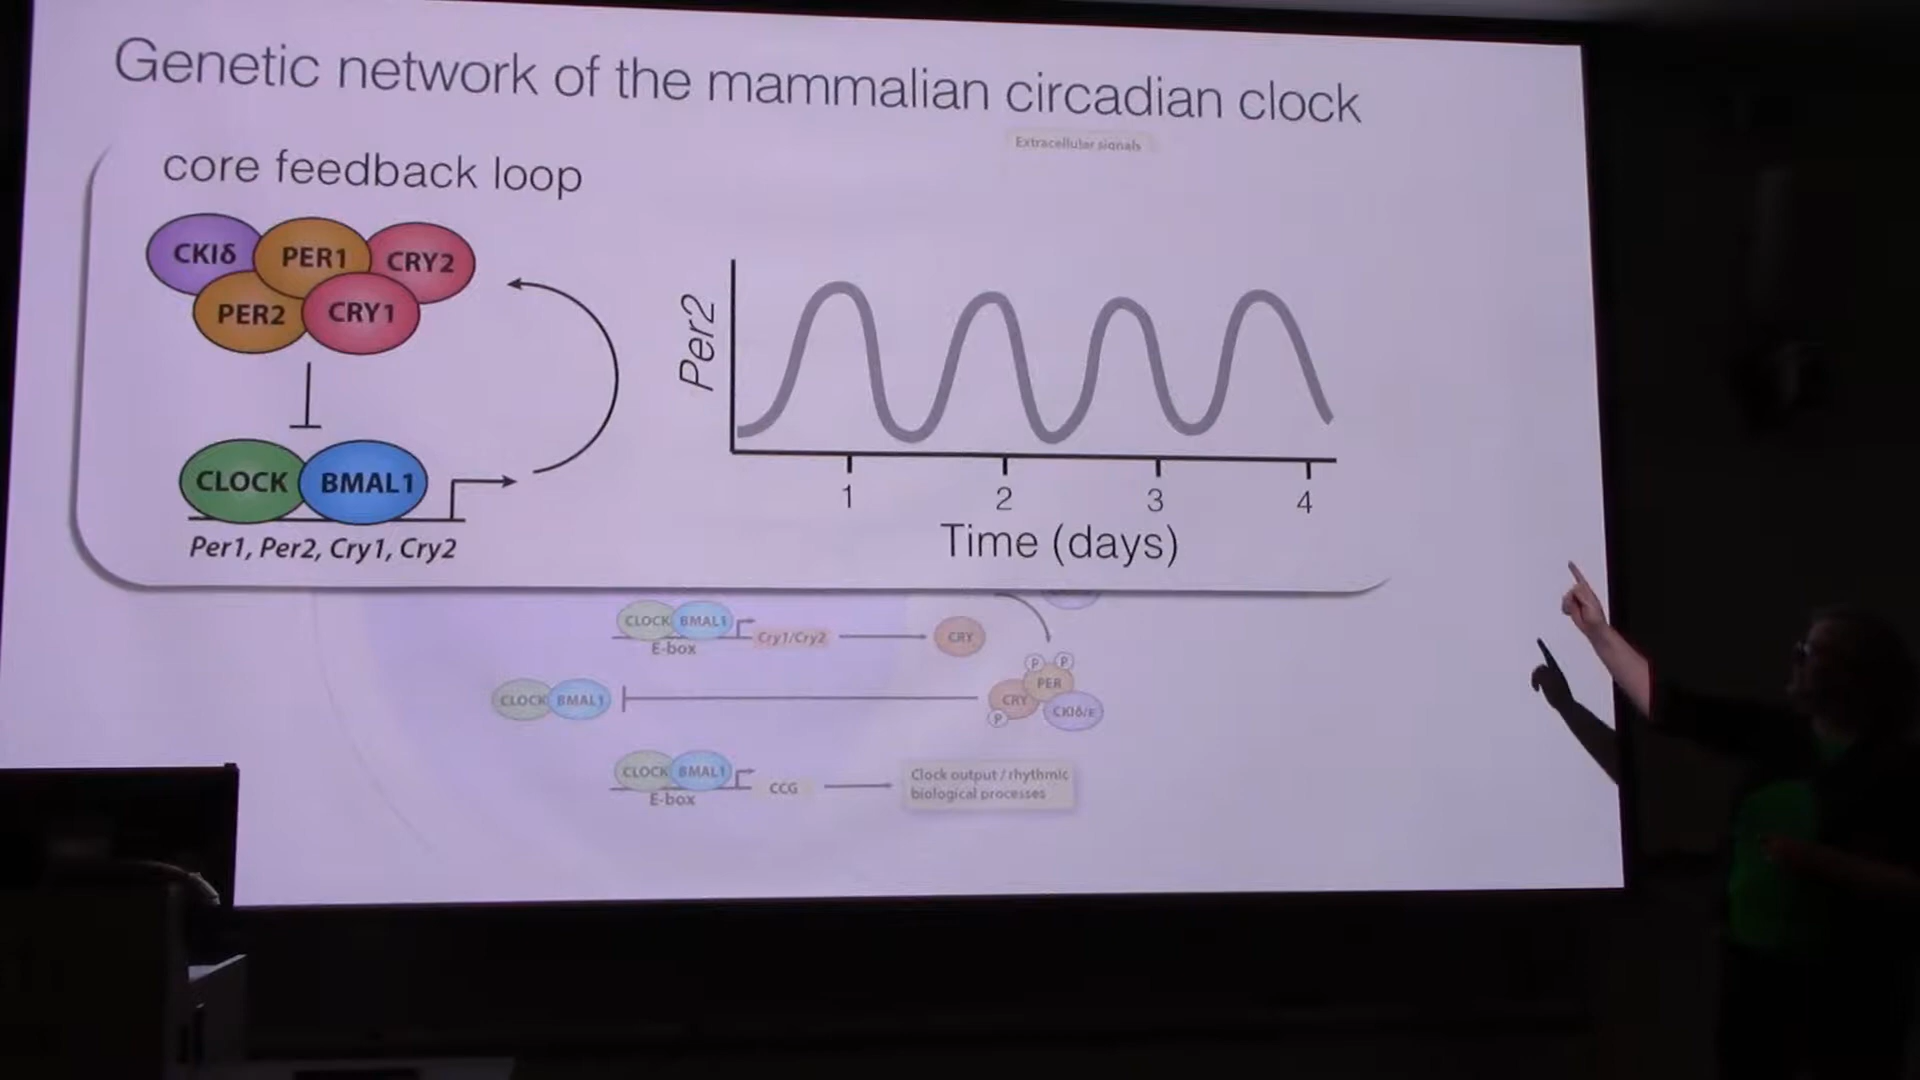 Genetic network of the mammalian circadian clock
Extracellular signals
core feedback loop
CKIδ PER1 CRY2
PER2 CRY1
CLOCK BMAL1
Per1, Per2, Cry1, Cry2
Per2
1 2 3 4
Time (days)
CLOCK BMAL1 Cry1/Cry2 CRY
E-box
P P
PER
CLOCK BMAL1 CRY CKIδ/E
P
CLOCK BMAL1 CCG
E-box
Clock output / rhythmic
biological processes